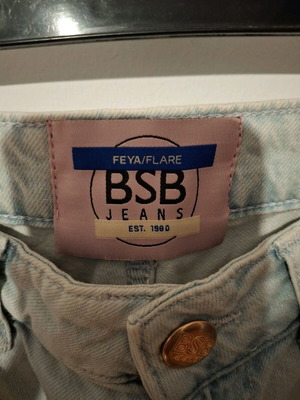 FEYA/FLARE
BSB
JEANS
EST. 1980